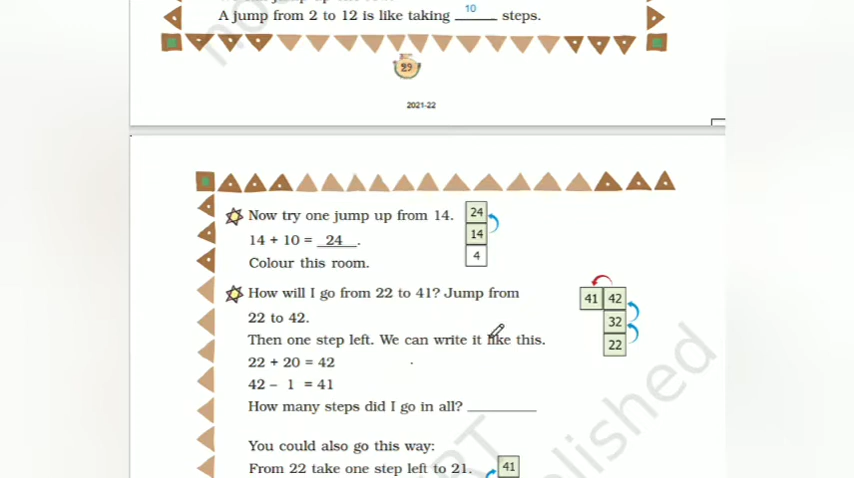 A jump from 2 to 12 is like taking 10 steps.
29
2021-22
Now try one jump up from 14.
14 + 10 = 24.
Colour this room.
24
14
4
How will I go from 22 to 41? Jump from
22 to 42.
Then one step left. We can write it like this.
22 + 20 = 42
42 – 1 = 41
How many steps did I go in all? ________
41 42
32
22
You could also go this way:
From 22 take one step left to 21.
41